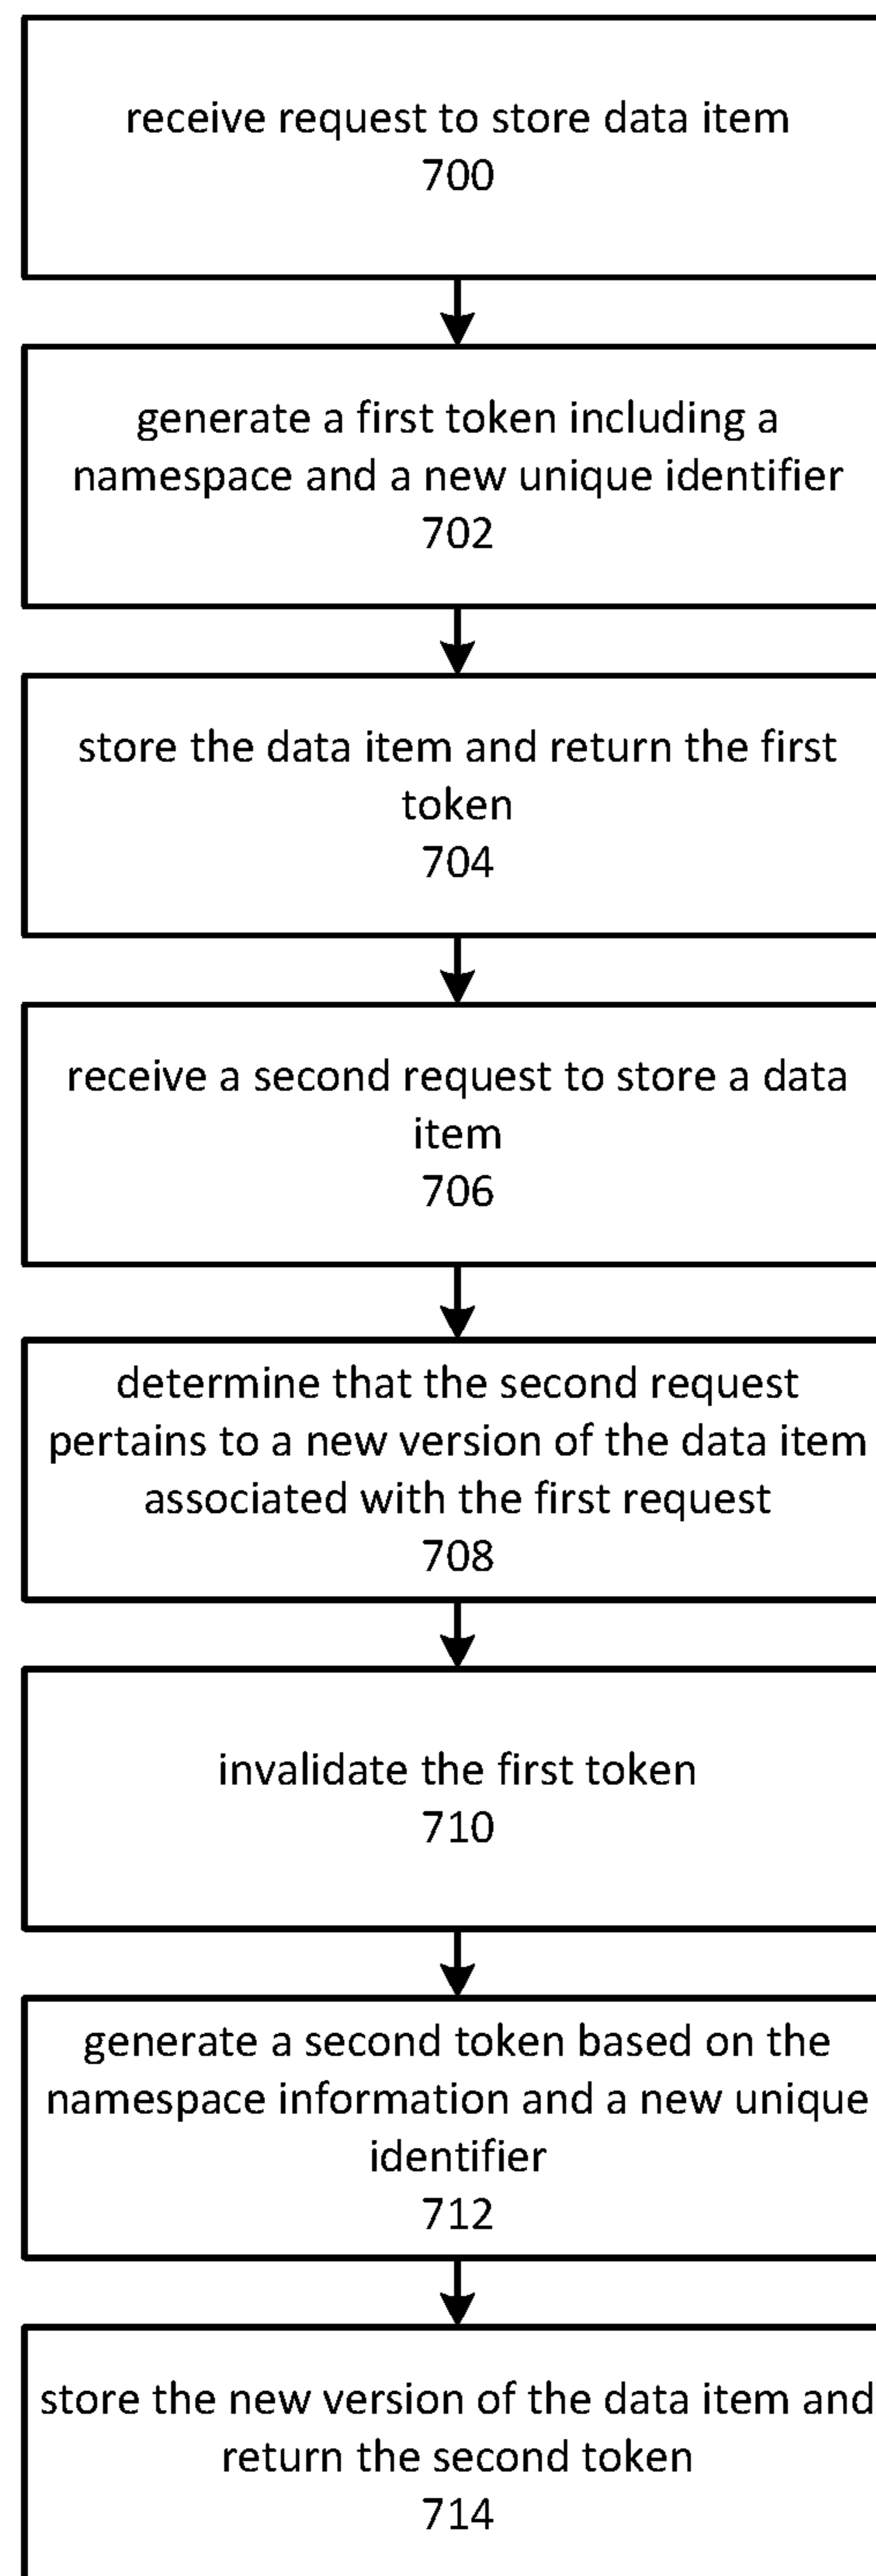 receive request to store data item
700
generate a first token including a
namespace and a new unique identifier
702
store the data item and return the first
token
704
receive a second request to store a data
item
706
determine that the second request
pertains to a new version of the data item
associated with the first request
708
invalidate the first token
710
generate a second token based on the
namespace information and a new unique
identifier
712
store the new version of the data item and
return the second token
714